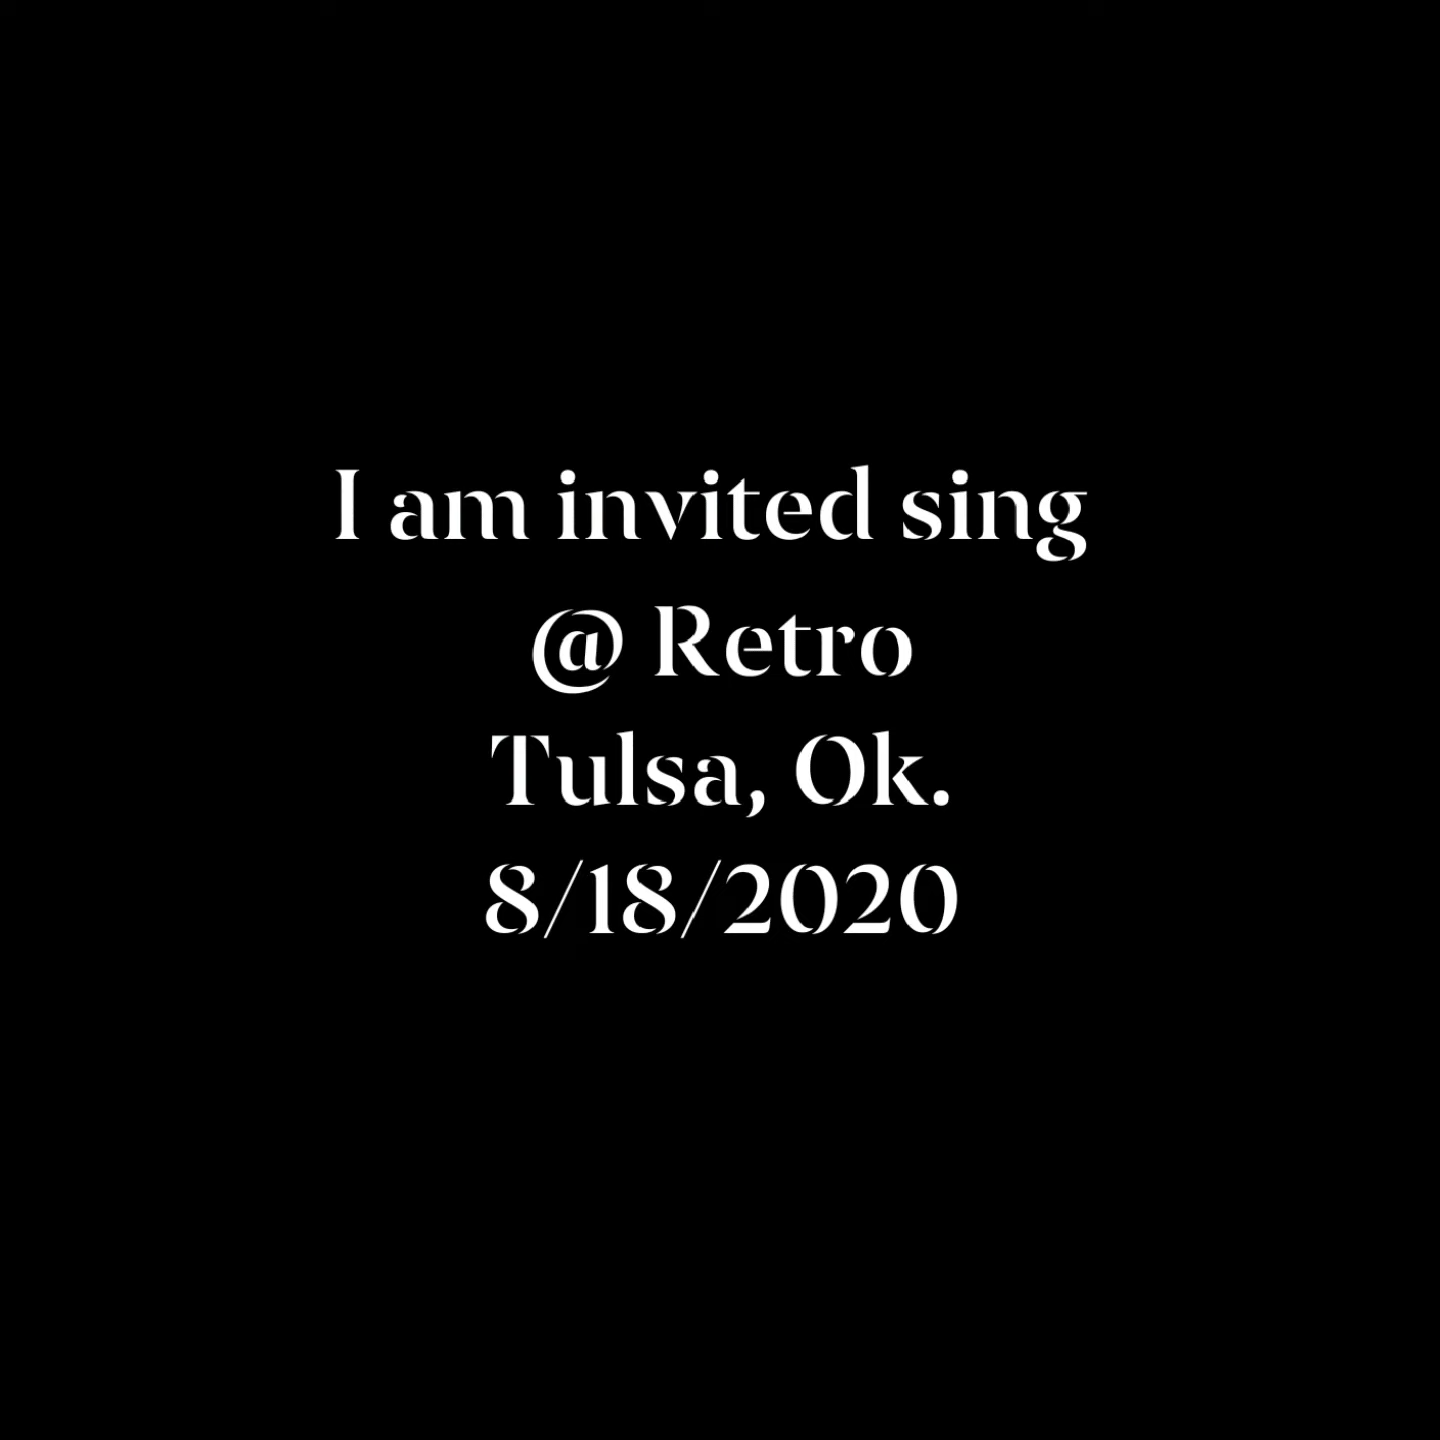 I am invited sing
@ Retro
Tulsa, Ok.
8/18/2020